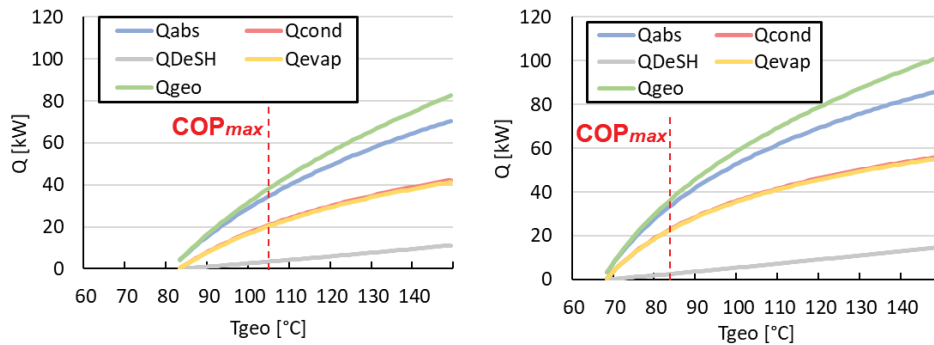 120
Qabs Qcond
100
QDeSH Qevap
80
Qgeo
COPmax
60
Q [kW]
40
20
0
60 70 80 90 100 110 120 130 140
Tgeo [°C]
120
Qabs Qcond
100
QDeSH Qevap
80
Qgeo
COPmax
60
Q [kW]
40
20
0
60 70 80 90 100 110 120 130 140
Tgeo [°C]